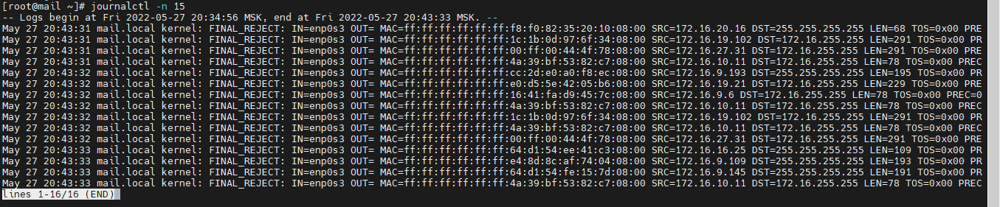 [root@mail ~]# journalctl -n 15
-- Logs begin at Fri 2022-05-27 20:34:56 MSK, end at Fri 2022-05-27 20:43:33 MSK. --
May 27 20:43:31 mail.local kernel: FINAL_REJECT: IN=enp0s3 OUT= MAC=ff:ff:ff:ff:ff:ff:f8:f0:82:35:20:10:08:00 SRC=172.16.20.16 DST=255.255.255.255 LEN=68 TOS=0x00 PRE
May 27 20:43:31 mail.local kernel: FINAL_REJECT: IN=enp0s3 OUT= MAC=ff:ff:ff:ff:ff:ff:1c:1b:0d:97:6f:34:08:00 SRC=172.16.19.102 DST=172.16.255.255 LEN=291 TOS=0x00 PR
May 27 20:43:31 mail.local kernel: FINAL_REJECT: IN=enp0s3 OUT= MAC=ff:ff:ff:ff:ff:ff:00:ff:00:44:4f:78:08:00 SRC=172.16.27.31 DST=172.16.255.255 LEN=291 TOS=0x00 PRE
May 27 20:43:31 mail.local kernel: FINAL_REJECT: IN=enp0s3 OUT= MAC=ff:ff:ff:ff:ff:ff:4a:39:bf:53:82:c7:08:00 SRC=172.16.10.11 DST=172.16.255.255 LEN=78 TOS=0x00 PREC
May 27 20:43:32 mail.local kernel: FINAL_REJECT: IN=enp0s3 OUT= MAC=ff:ff:ff:ff:ff:ff:cc:2d:e0:a0:f8:ec:08:00 SRC=172.16.9.193 DST=255.255.255.255 LEN=195 TOS=0x00 PR
May 27 20:43:32 mail.local kernel: FINAL_REJECT: IN=enp0s3 OUT= MAC=ff:ff:ff:ff:ff:ff:e0:d5:5e:42:05:b6:08:00 SRC=172.16.19.21 DST=172.16.255.255 LEN=229 TOS=0x00 PRE
May 27 20:43:32 mail.local kernel: FINAL_REJECT: IN=enp0s3 OUT= MAC=ff:ff:ff:ff:ff:ff:16:41:fa:d9:45:7c:08:00 SRC=172.16.9.6 DST=172.16.255.255 LEN=78 TOS=0x00 PREC=0
May 27 20:43:32 mail.local kernel: FINAL_REJECT: IN=enp0s3 OUT= MAC=ff:ff:ff:ff:ff:ff:4a:39:bf:53:82:c7:08:00 SRC=172.16.10.11 DST=172.16.255.255 LEN=78 TOS=0x00 PREC
May 27 20:43:32 mail.local kernel: FINAL_REJECT: IN=enp0s3 OUT= MAC=ff:ff:ff:ff:ff:ff:1c:1b:0d:97:6f:34:08:00 SRC=172.16.19.102 DST=172.16.255.255 LEN=291 TOS=0x00 PR
May 27 20:43:32 mail.local kernel: FINAL_REJECT: IN=enp0s3 OUT= MAC=ff:ff:ff:ff:ff:ff:4a:39:bf:53:82:c7:08:00 SRC=172.16.10.11 DST=172.16.255.255 LEN=78 TOS=0x00 PREC
May 27 20:43:32 mail.local kernel: FINAL_REJECT: IN=enp0s3 OUT= MAC=ff:ff:ff:ff:ff:ff:00:ff:00:44:4f:78:08:00 SRC=172.16.27.31 DST=172.16.255.255 LEN=291 TOS=0x00 PRE
May 27 20:43:33 mail.local kernel: FINAL_REJECT: IN=enp0s3 OUT= MAC=ff:ff:ff:ff:ff:ff:64:d1:54:ee:41:c3:08:00 SRC=172.16.16.25 DST=255.255.255.255 LEN=109 TOS=0x00 PR
May 27 20:43:33 mail.local kernel: FINAL_REJECT: IN=enp0s3 OUT= MAC=ff:ff:ff:ff:ff:ff:e4:8d:8c:af:74:04:08:00 SRC=172.16.9.109 DST=255.255.255.255 LEN=193 TOS=0x00 PR
May 27 20:43:33 mail.local kernel: FINAL_REJECT: IN=enp0s3 OUT= MAC=ff:ff:ff:ff:ff:ff:64:d1:54:fe:15:7d:08:00 SRC=172.16.9.145 DST=255.255.255.255 LEN=191 TOS=0x00 PR
May 27 20:43:33 mail.local kernel: FINAL_REJECT: IN=enp0s3 OUT= MAC=ff:ff:ff:ff:ff:ff:4a:39:bf:53:82:c7:08:00 SRC=172.16.10.11 DST=172.16.255.255 LEN=78 TOS=0x00 PREC
lines 1-16/16 (END)